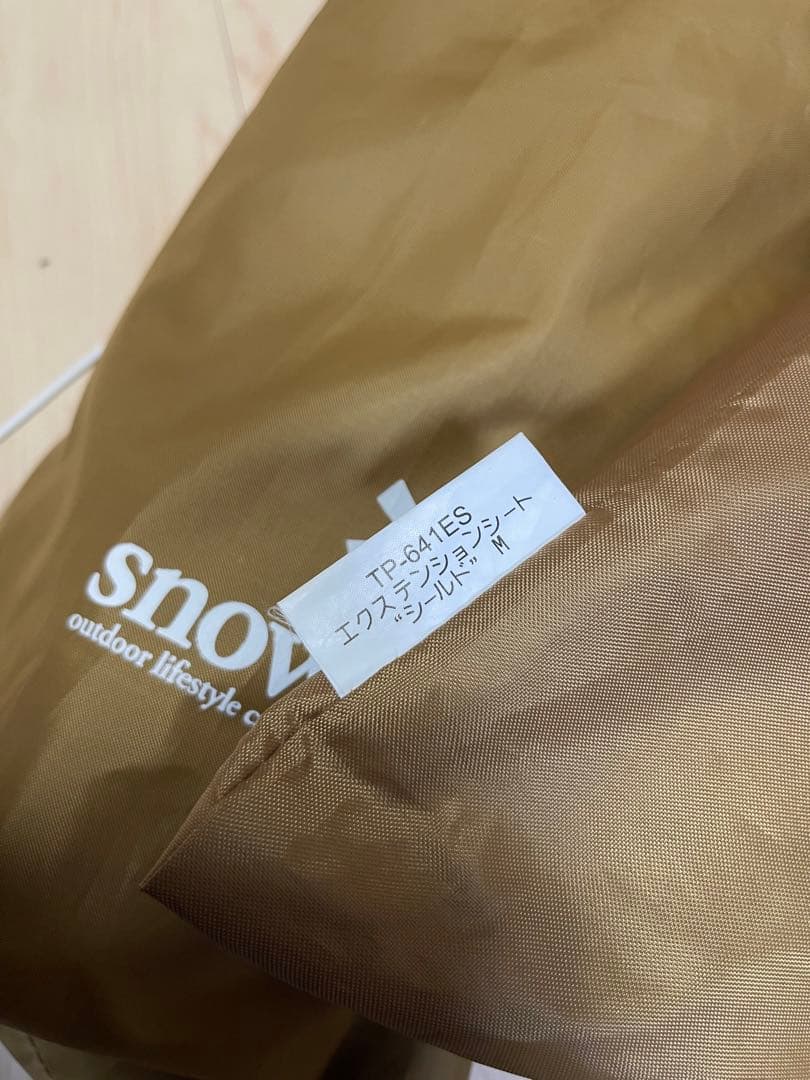 TP-641ES
エクステンションシート
“シールド” M
snow
outdoor lifestyle c